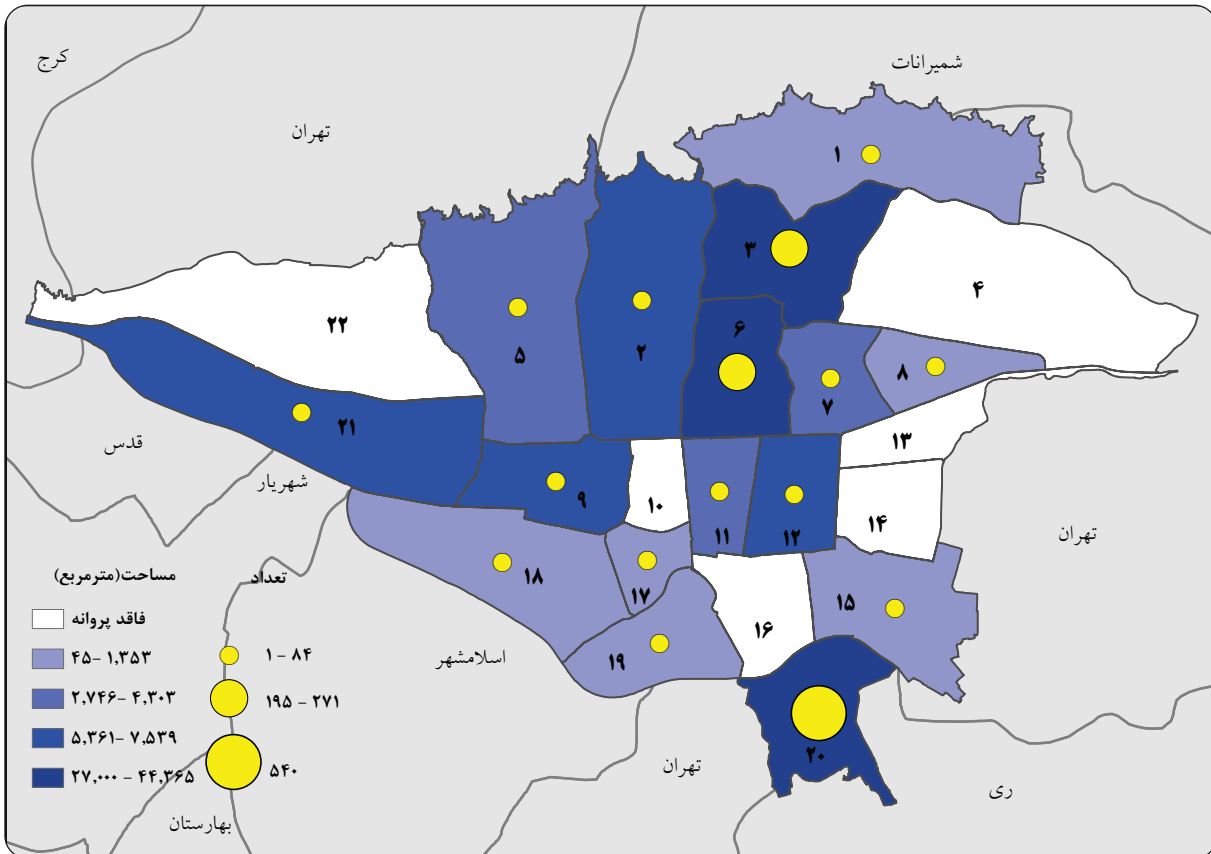 کرج
شمیرانات
تهران
۱
۳
۴
۲۲
۶
۵
۲
۸
۷
۲۱
قدس
۱۳
شهریار
۹
۱۰
۱۱
۱۲
۱۴
تهران
۱۸
۱۷
۱۵
۱۶
۱۹
اسلامشهر
۲۰
تهران
ری
بهارستان
مساحت(مترمربع)
فاقد پروانه
۴۵- ۱,۳۵۳
۲,۷۴۶- ۴,۳۰۳
۵,۳۶۱- ۷,۵۳۹
۲۷,۰۰۰ - ۴۴,۳۶۵
تعداد
۱ - ۸۴
۱۹۵ - ۲۷۱
۵۴۰